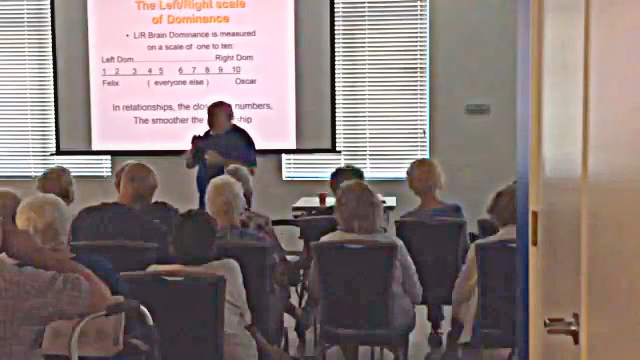 The Left/Right scale
of Dominance
• L/R Brain Dominance is measured
on a scale of one to ten:
Left Dom Right Dom
1 2 3 4 5 6 7 8 9 10
Felix ( everyone else ) Oscar
In relationships, the numbers,
The smoother the